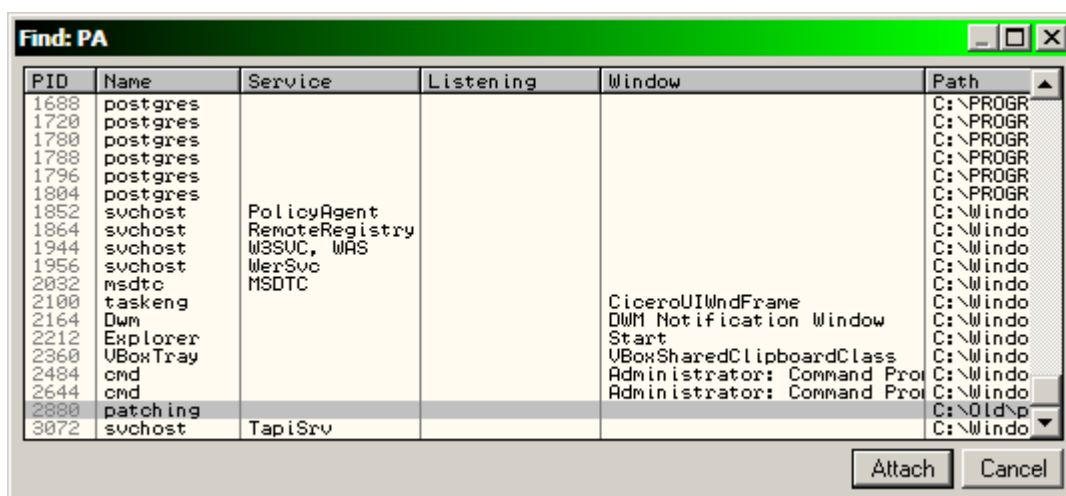 Find: PA
PID Name Service Listening Window Path
1688 postgres C:\PROGR
1720 postgres C:\PROGR
1780 postgres C:\PROGR
1788 postgres C:\PROGR
1796 postgres C:\PROGR
1804 postgres C:\PROGR
1852 svchost PolicyAgent C:\Windo
1864 svchost RemoteRegistry C:\Windo
1944 svchost W3SVC, WAS C:\Windo
1956 svchost WerSvc C:\Windo
2032 msdtc MSDTC C:\Windo
2100 taskeng CiceroUIWndFrame C:\Windo
2164 Dwm DWM Notification Window C:\Windo
2212 Explorer Start C:\Windo
2360 VBoxTray VBoxSharedClipboardClass C:\Windo
2484 cmd Administrator: Command Pro C:\Windo
2644 cmd Administrator: Command Pro C:\Windo
2880 patching C:\Old\p
3072 svchost TapiSrv C:\Windo
Attach Cancel